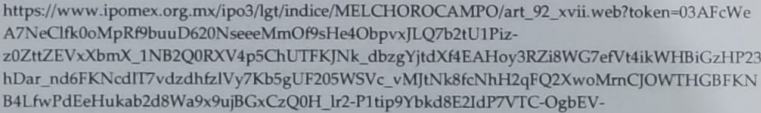 https://www.ipomex.org.mx/ipo3/lgt/indice/MELCHOROCAMPO/art_92_xvii.web?token=03AFcWe
A7NeClfk0oMpRf9buuD620NseeeMmOf9sHe4ObpvxJLQ7b2tU1Piz-
z0ZttZEVxXbmX_1NB2Q0RXV4p5ChUTFKJNk_dbzgYjtdXf4EAHoy3RZi8WG7efVt4ikWHBiGzHP23
hDar_nd6FKNcdIT7vdzdhfzlVy7Kb5gUF205WSVc_vMJtNk8fcNhH2qFQ2XwoMrnCJOWTHGBFKN
B4LfwPdEeHukab2d8Wa9x9ujBGxCzQ0H_lr2-P1tip9Ybkd8E2IdP7VTC-OgbEV-